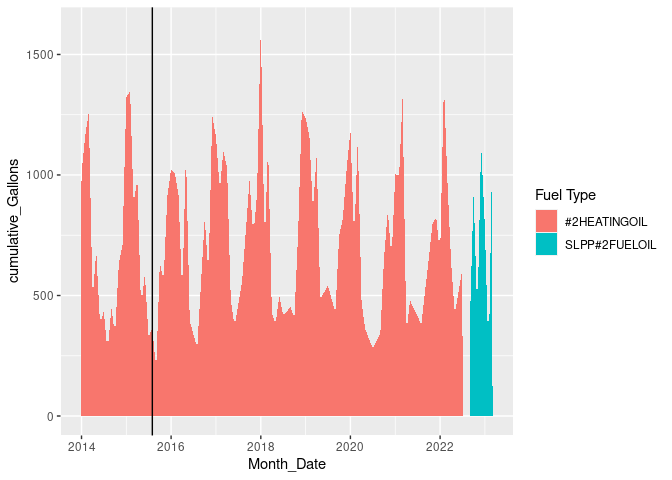 1500
1000
500
0
cumulative_Gallons
2014
2016
2018
2020
2022
Month_Date
Fuel Type
#2HEATINGOIL
SLPP#2FUELOIL